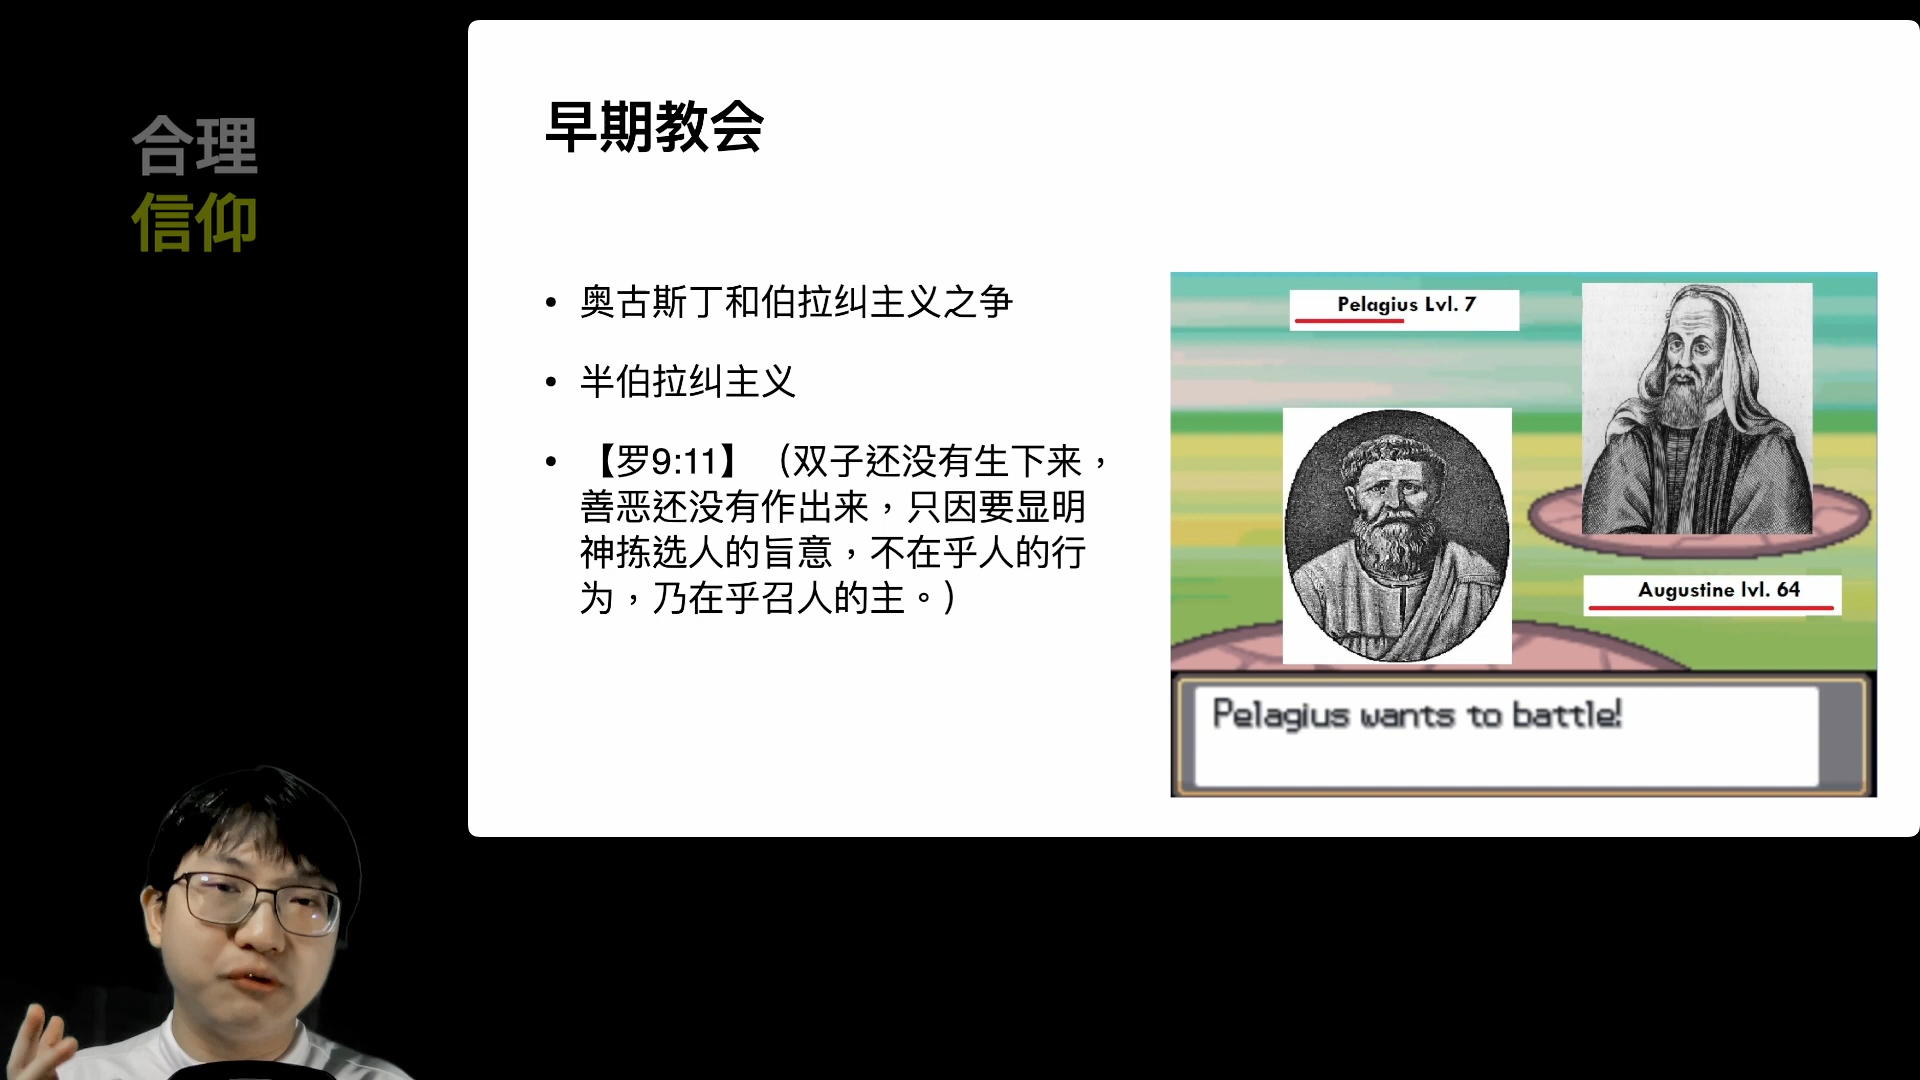 合理
信仰
早期教会
• 奥古斯丁和伯拉纠主义之争
• 半伯拉纠主义
• 【罗9:11】（双子还没有生下来，
善恶还没有作出来，只因要显明
神拣选人的旨意，不在乎人的行
为，乃在乎召人的主。）
Pelagius Lvl. 7
Augustine lvl. 64
Pelagius wants to battle!